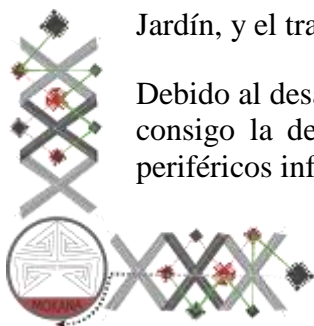 Jardín, y el tra
Debido al desa
consigo la de
periféricos inf
MOKANA